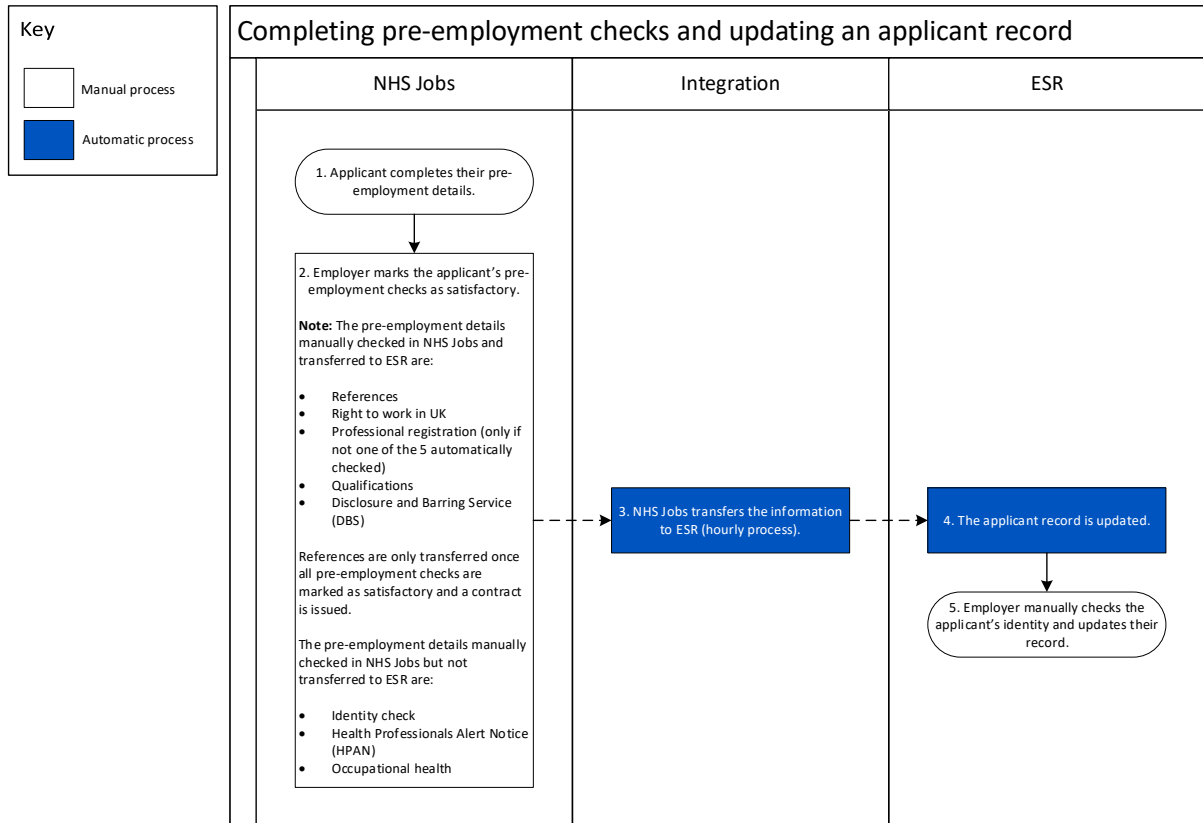 Key
Manual process
Automatic process
Completing pre-employment checks and updating an applicant record
NHS Jobs
Integration
ESR
1. Applicant completes their pre-
employment details.
2. Employer marks the applicant's pre-
employment checks as satisfactory.
Note: The pre-employment details
manually checked in NHS Jobs and
transferred to ESR are:
• References
• Right to work in UK
• Professional registration (only if
not one of the 5 automatically
checked)
• Qualifications
• Disclosure and Barring Service
(DBS)
References are only transferred once
all pre-employment checks are
marked as satisfactory and a contract
is issued.
The pre-employment details manually
checked in NHS Jobs but not
transferred to ESR are:
• Identity check
• Health Professionals Alert Notice
(HPAN)
• Occupational health
3. NHS Jobs transfers the information
to ESR (hourly process).
4. The applicant record is updated.
5. Employer manually checks the
applicant's identity and updates their
record.